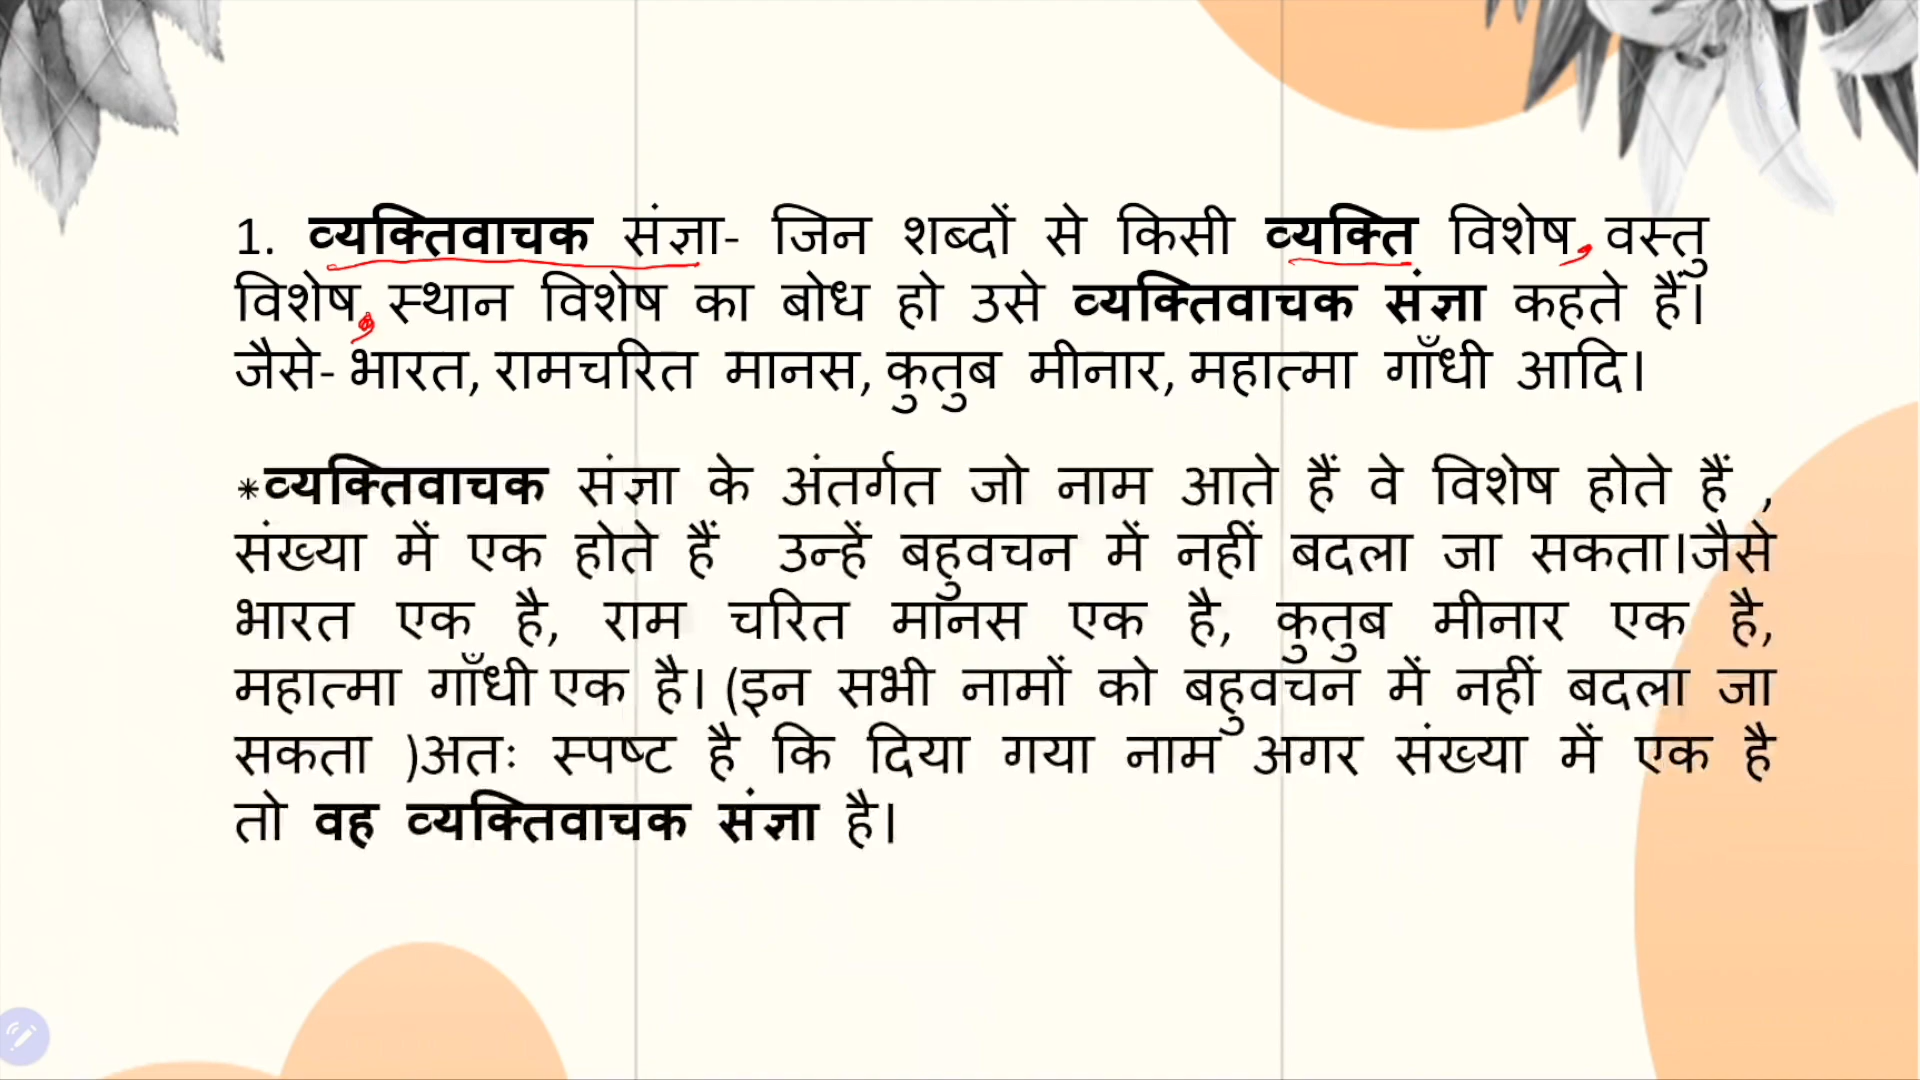 1. व्यक्तिवाचक संज्ञा- जिन शब्दों से किसी व्यक्ति विशेष, वस्तु
विशेष, स्थान विशेष का बोध हो उसे व्यक्तिवाचक संज्ञा कहते हैं।
जैसे- भारत, रामचरित मानस, कुतुब मीनार, महात्मा गाँधी आदि।
*व्यक्तिवाचक संज्ञा के अंतर्गत जो नाम आते हैं वे विशेष होते हैं ,
संख्या में एक होते हैं उन्हें बहुवचन में नहीं बदला जा सकता।जैसे
भारत एक है, राम चरित मानस एक है, कुतुब मीनार एक है,
महात्मा गाँधी एक है। (इन सभी नामों को बहुवचन में नहीं बदला जा
सकता )अतः स्पष्ट है कि दिया गया नाम अगर संख्या में एक है
तो वह व्यक्तिवाचक संज्ञा है।